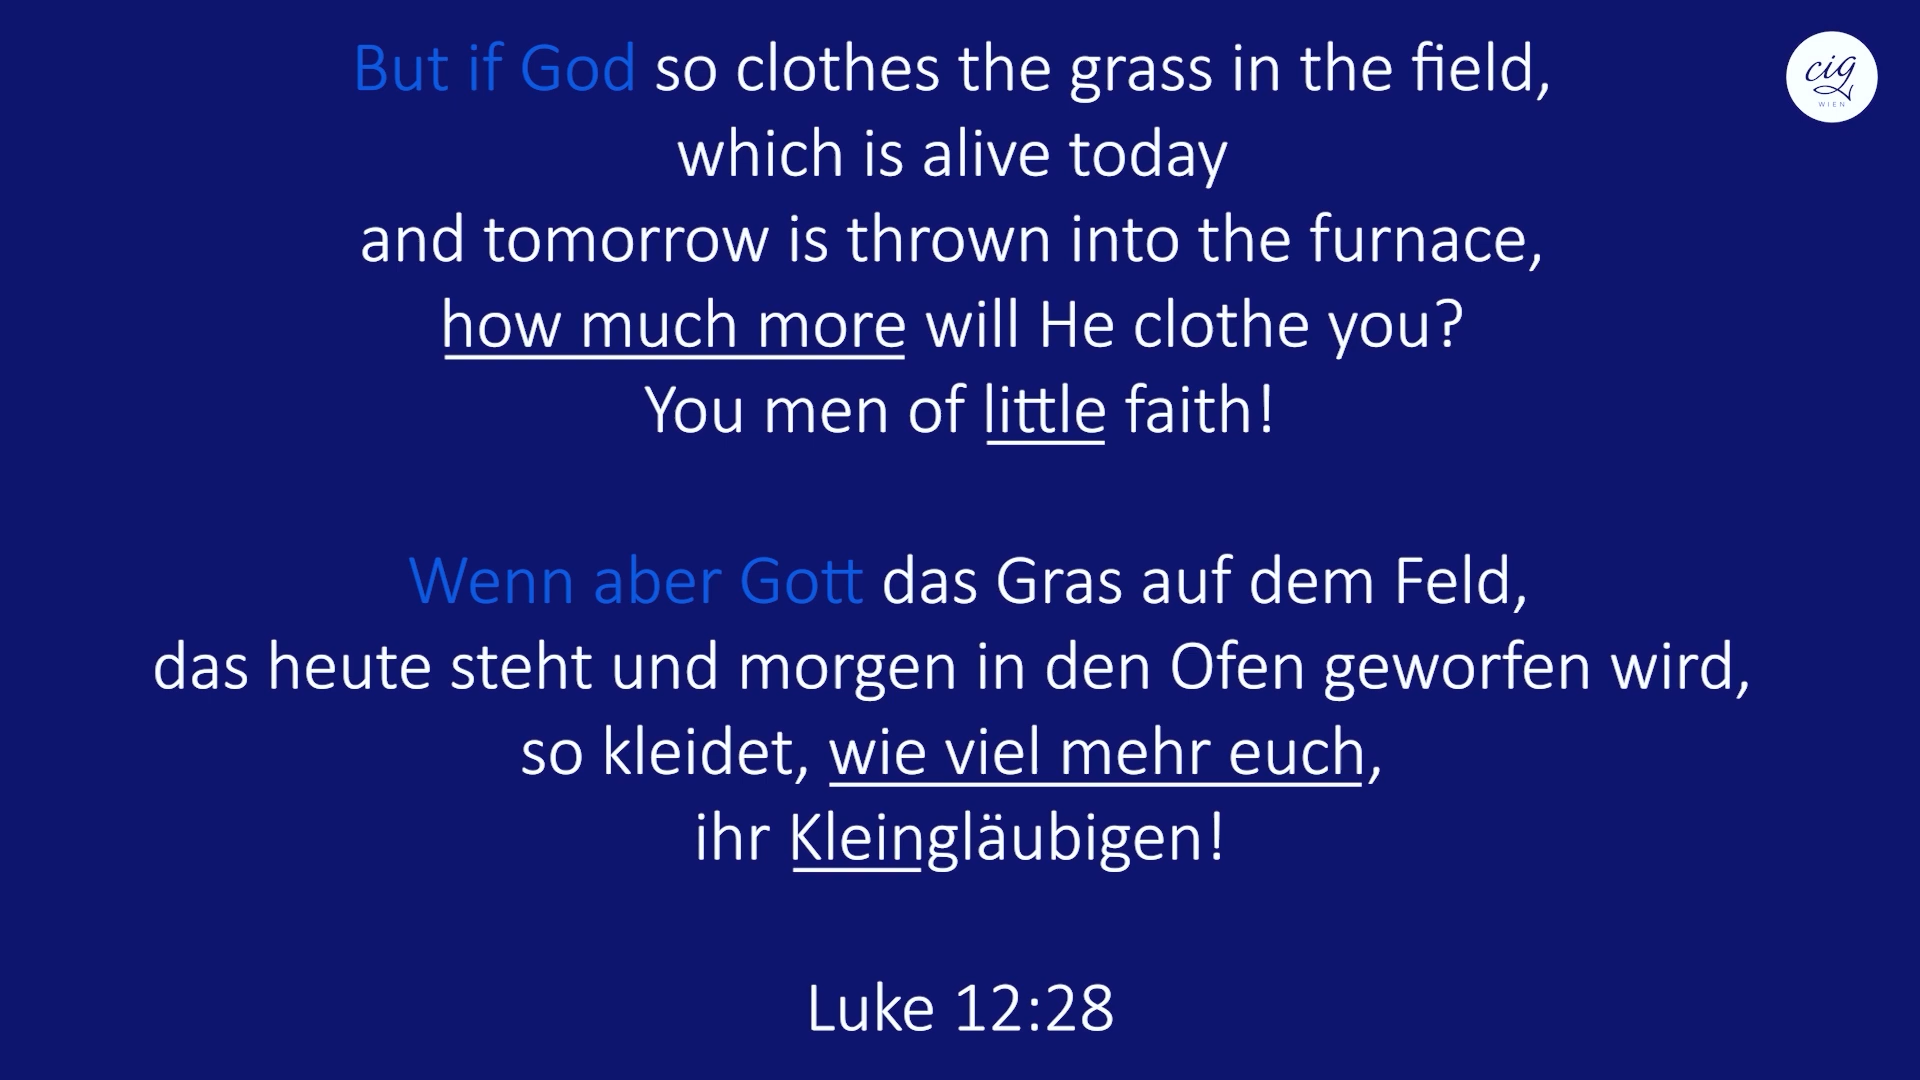 But if God so clothes the grass in the field,
which is alive today
and tomorrow is thrown into the furnace,
how much more will He clothe you?
You men of little faith!
Wenn aber Gott das Gras auf dem Feld,
das heute steht und morgen in den Ofen geworfen wird,
so kleidet, wie viel mehr euch,
ihr Kleingläubigen!
Luke 12:28
cig
WIEN